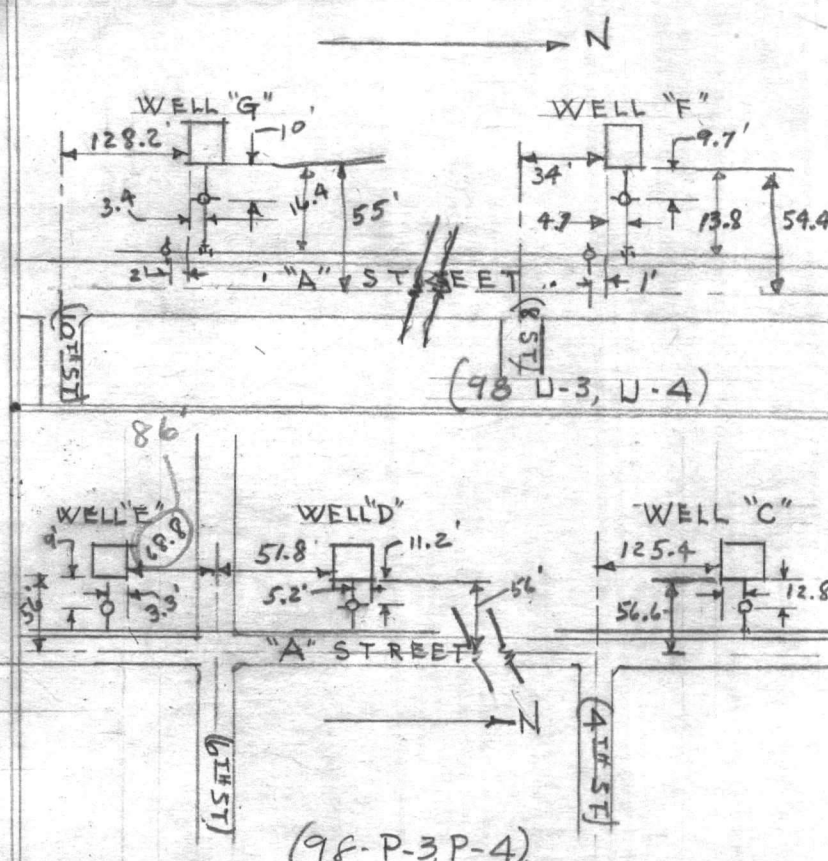 N
WELL "G"
WELL "F"
128.2'
10'
9.7'
34'
3.4
16.4
55'
4.7
13.8
54.4
2
1'
"A" STREET
(10TH ST)
(8 ST)
(98 U-3, U-4)
86'
WELL "E"
WELL "D"
WELL "C"
9'
68.8
51.8'
11.2'
125.4
56'
3.3'
5.2'
56'
56.6
12.8
"A" STREET
N
(6TH ST)
(4TH ST)
(98-P-3, P-4)